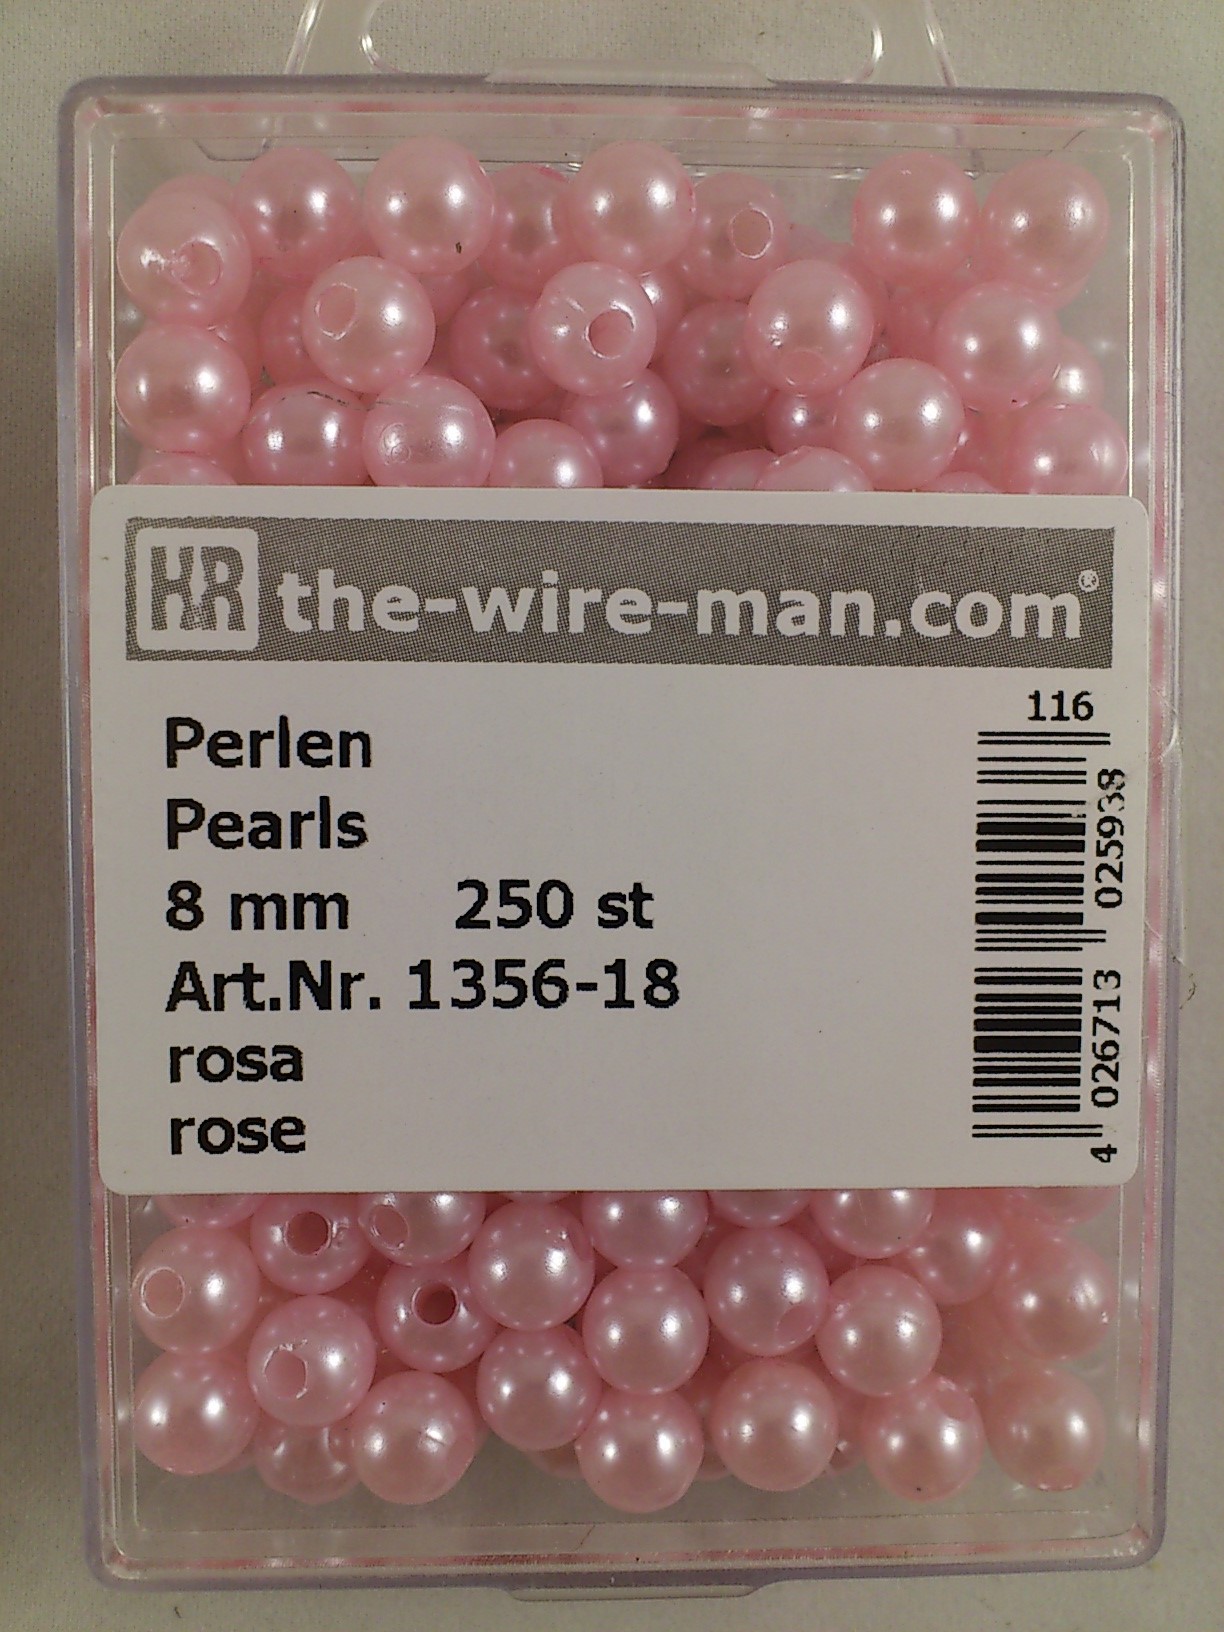 HR the-wire-man.com®
116
Perlen
Pearls
8 mm 250 st
Art.Nr. 1356-18
rosa
rose
4 026713 025938